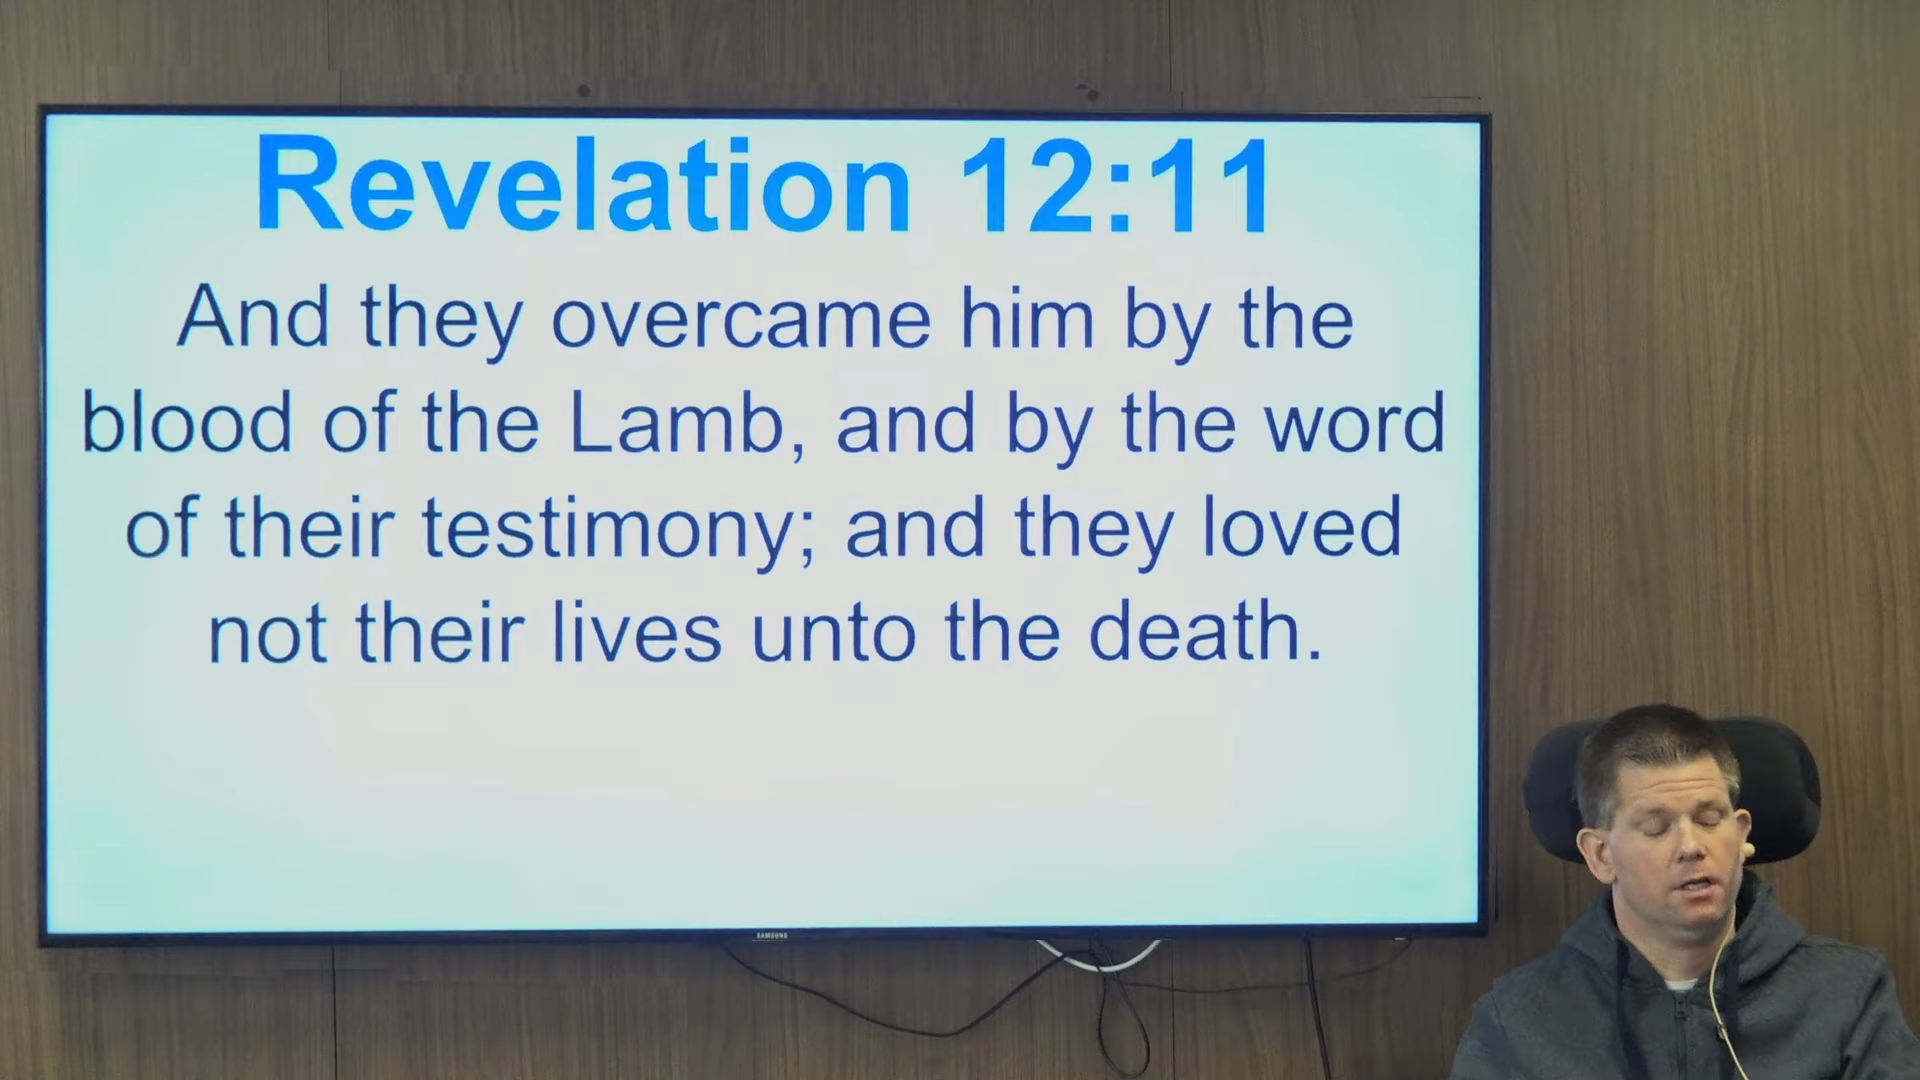 Revelation 12:11
And they overcame him by the
blood of the Lamb, and by the word
of their testimony; and they loved
not their lives unto the death.
SAMSUNG